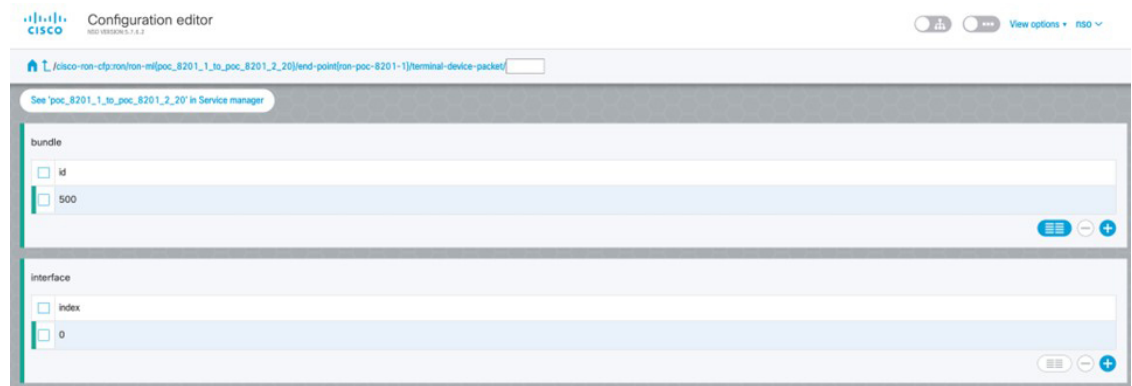 CISCO
Configuration editor
NSO VERSION 5.7.6.2
View options
nso
/cisco-ron-cfp:ron/ron-ml{poc_8201_1_to_poc_8201_2_20}/end-point{ron-poc-8201-1}/terminal-device-packet/
See 'poc_8201_1_to_poc_8201_2_20' in Service manager
bundle
id
500
interface
index
0